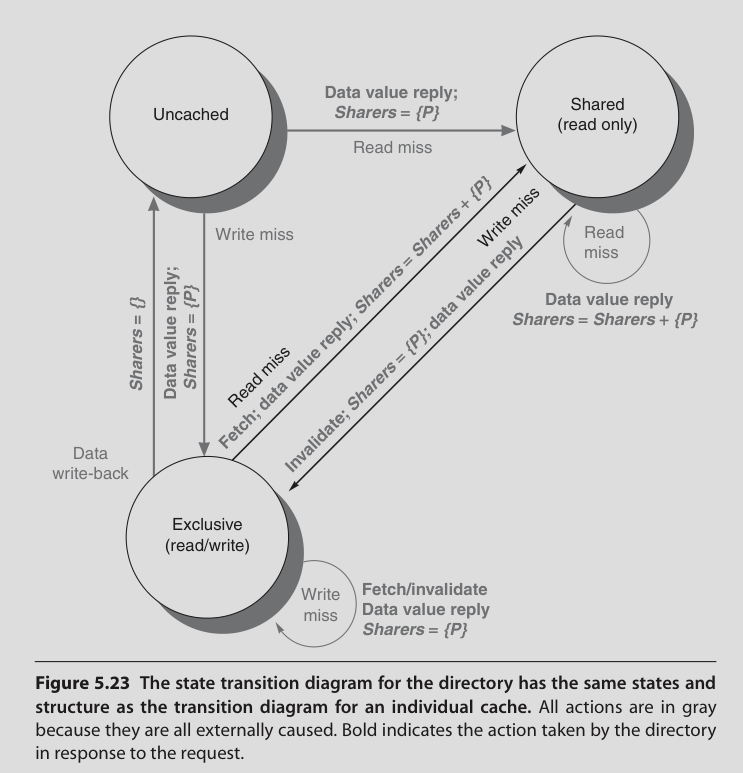 Uncached
Data value reply;
Sharers = {P}
Read miss
Shared
(read only)
Write miss
Sharers = {}
Data value reply;
Sharers = {P}
Read miss
Fetch; data value reply; Sharers = Sharers + {P}
Write miss
Invalidate; Sharers = {P}; data value reply
Read
miss
Data value reply
Sharers = Sharers + {P}
Data
write-back
Exclusive
(read/write)
Write
miss
Fetch/invalidate
Data value reply
Sharers = {P}
Figure 5.23 The state transition diagram for the directory has the same states and
structure as the transition diagram for an individual cache. All actions are in gray
because they are all externally caused. Bold indicates the action taken by the directory
in response to the request.